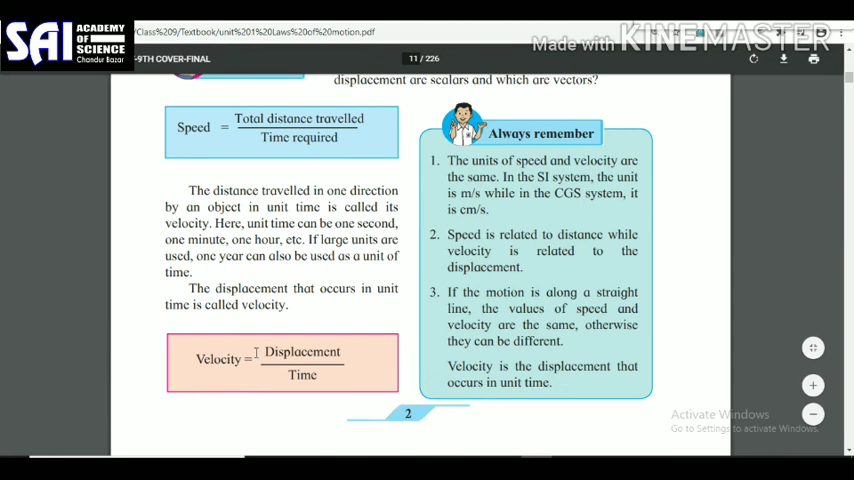 SAI
ACADEMY
OF SCIENCE
Chandur Bazar
/Class%209/Textbook/unit%201%20Laws%20of%20motion.pdf
Made with KINEMASTER
-9TH COVER-FINAL
11 / 226
displacement are scalars and which are vectors?
Speed = Total distance travelled
Time required
The distance travelled in one direction
by an object in unit time is called its
velocity. Here, unit time can be one second,
one minute, one hour, etc. If large units are
used, one year can also be used as a unit of
time.
The displacement that occurs in unit
time is called velocity.
Velocity = Displacement
Time
Always remember
1. The units of speed and velocity are
the same. In the SI system, the unit
is m/s while in the CGS system, it
is cm/s.
2. Speed is related to distance while
velocity is related to the
displacement.
3. If the motion is along a straight
line, the values of speed and
velocity are the same, otherwise
they can be different.
Velocity is the displacement that
occurs in unit time.
2
Activate Windows
Go to Settings to activate Windows.